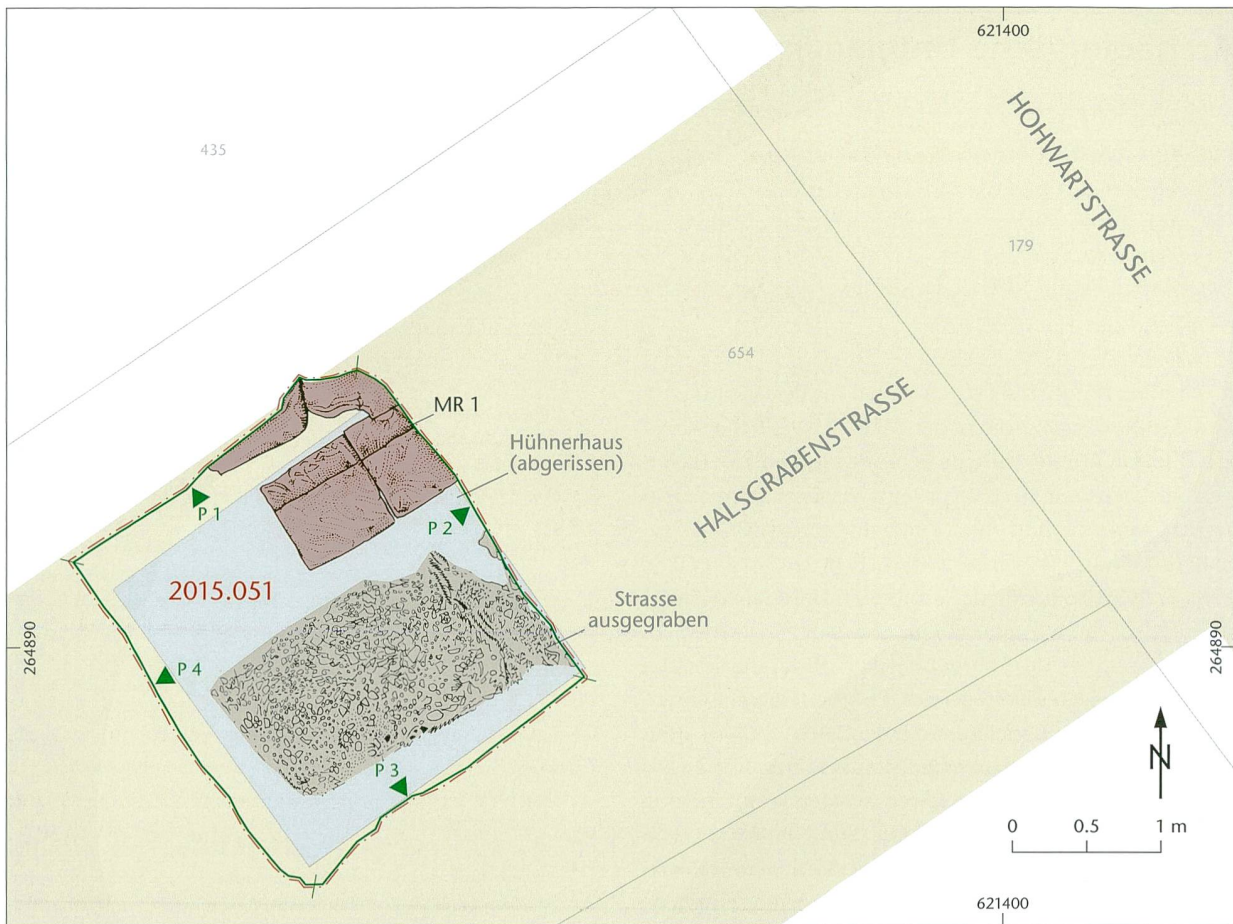 621400
HOHWARTSTRASSE
435
179
654
MR 1
HALSGRABENSTRASSE
Hühnerhaus
(abgerissen)
P 1
P 2
2015.051
Strasse
ausgegraben
264890
264890
P 4
P 3
N
0 0.5 1 m
621400